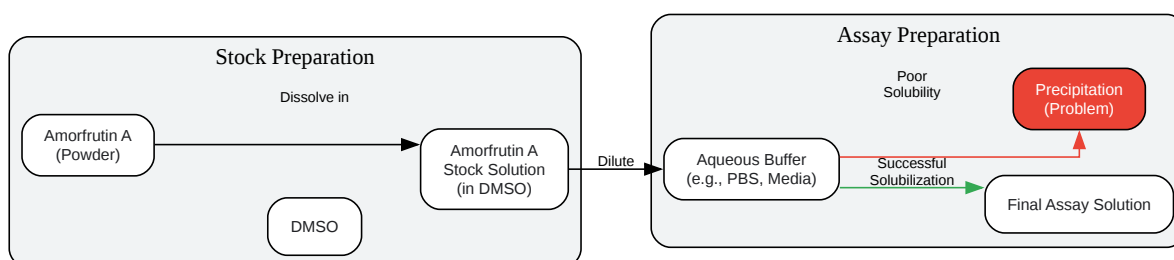 Stock Preparation
Dissolve in
Amorfrutin A
(Powder)
Amorfrutin A
Stock Solution
(in DMSO)
DMSO
Dilute
Assay Preparation
Poor
Solubility
Precipitation
(Problem)
Aqueous Buffer
(e.g., PBS, Media)
Successful
Solubilization
Final Assay Solution